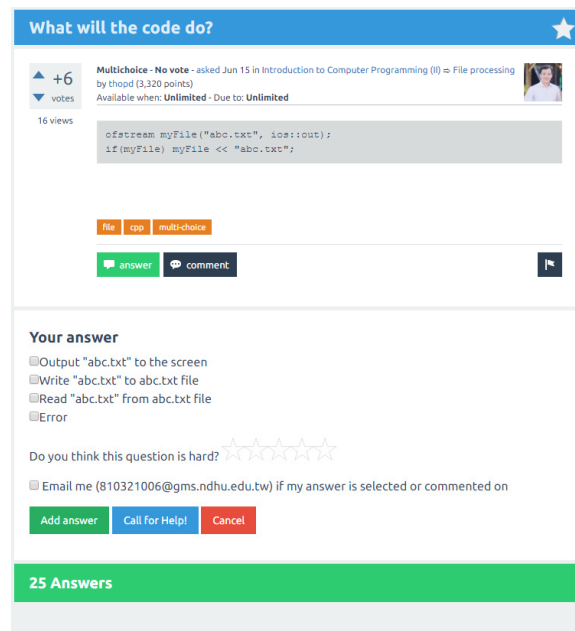 What will the code do?
+6
votes
16 views
Multichoice - No vote - asked Jun 15 in Introduction to Computer Programming (II) ⇨ File processing
by thopd (3,320 points)
Available when: Unlimited - Due to: Unlimited
ofstream myFile("abc.txt", ios::out);
if(myFile) myFile << "abc.txt";
file cpp multi-choice
answer comment
Your answer
Output "abc.txt" to the screen
Write "abc.txt" to abc.txt file
Read "abc.txt" from abc.txt file
Error
Do you think this question is hard?
Email me (810321006@gms.ndhu.edu.tw) if my answer is selected or commented on
Add answer Call for Help! Cancel
25 Answers